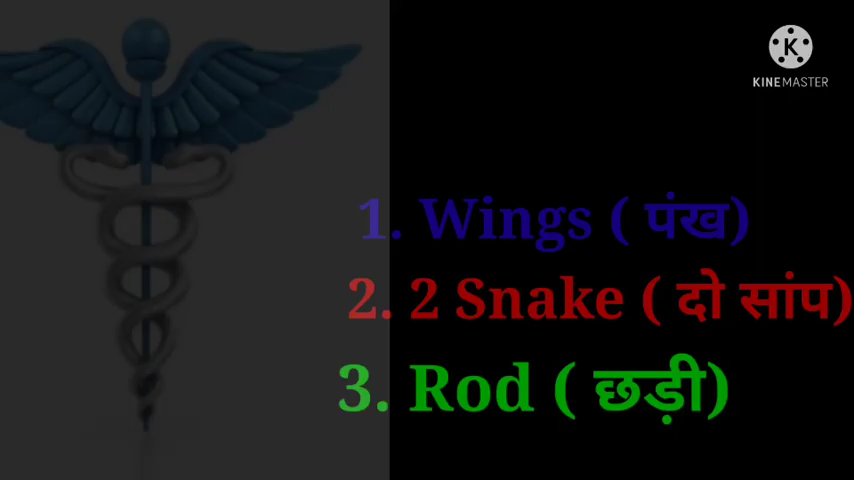 K
KINEMASTER
1. Wings ( पंख)
2. 2 Snake ( दो सांप)
3. Rod ( छड़ी)